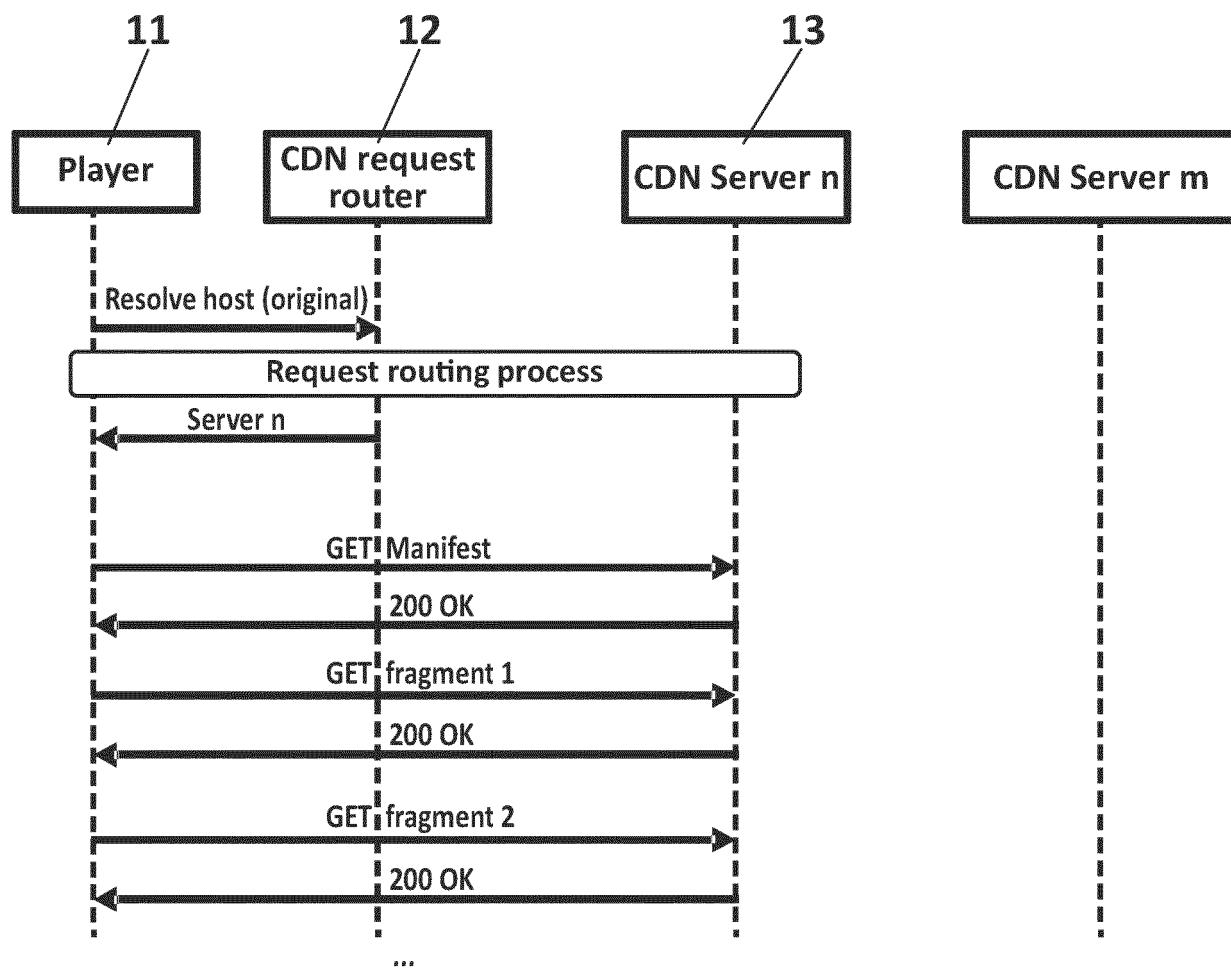 11
12
13
Player
CDN request
router
CDN Server n
CDN Server m
Resolve host (original)
Request routing process
Server n
GET Manifest
200 OK
GET fragment 1
200 OK
GET fragment 2
200 OK
...